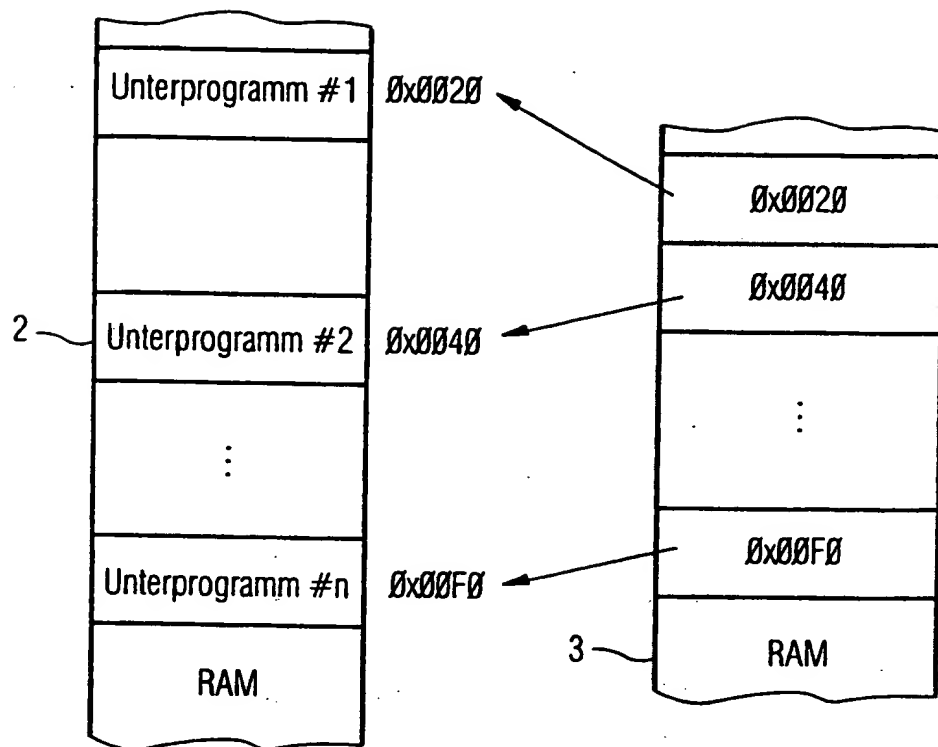 Unterprogramm #1 0x0020
0x0020
0x0040
2
Unterprogramm #2 0x0040
⋮
⋮
0x00F0
Unterprogramm #n 0x00F0
3
RAM
RAM